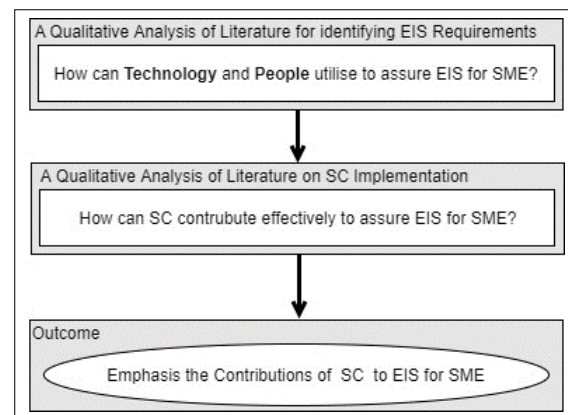 A Qualitative Analysis of Literature for identifying EIS Requirements
How can Technology and People utilise to assure EIS for SME?
A Qualitative Analysis of Literature on SC Implementation
How can SC contrubute effectively to assure EIS for SME?
Outcome
Emphasis the Contributions of SC to EIS for SME